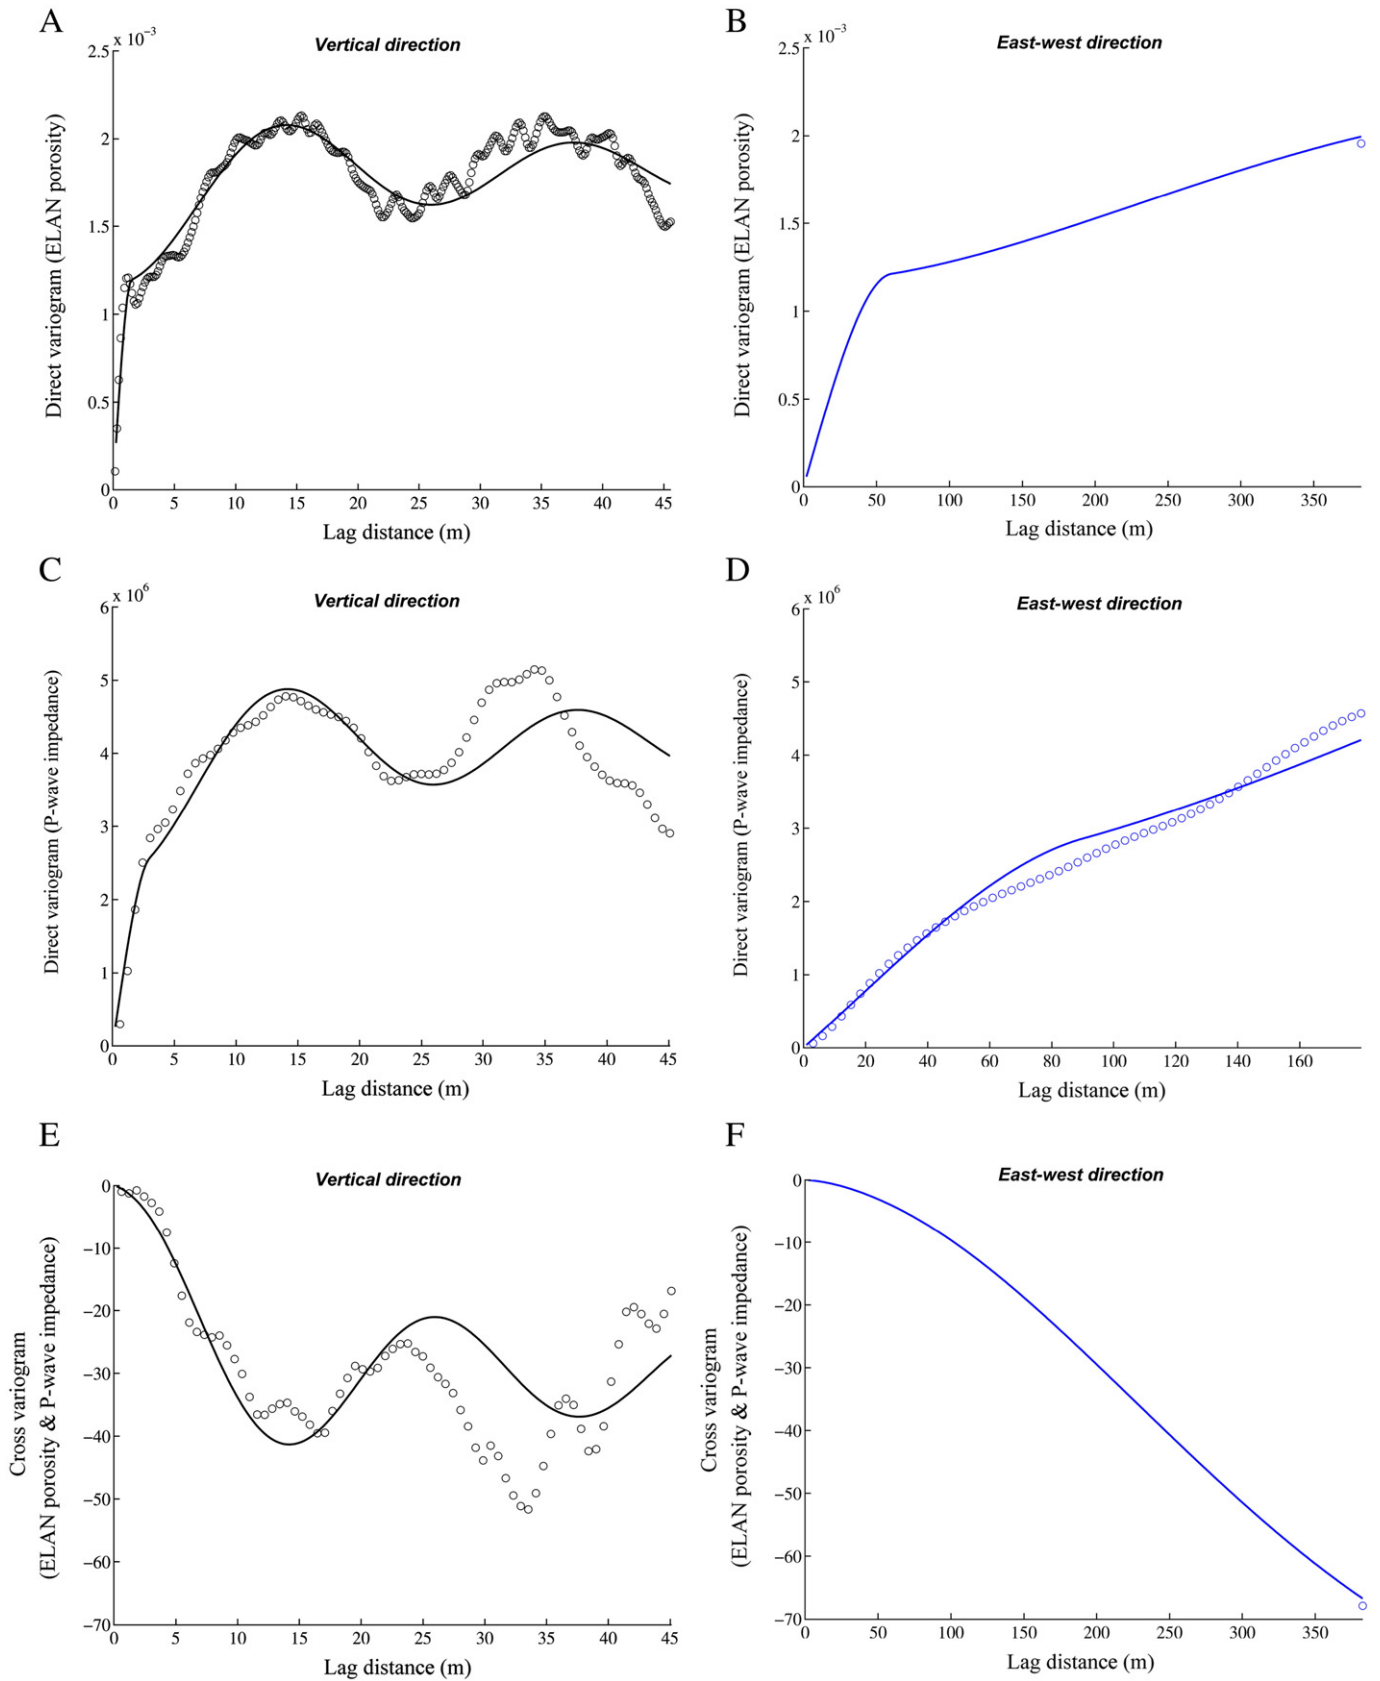 A
Vertical direction
x 10⁻³
2.5
2
1.5
1
0.5
0
0 5 10 15 20 25 30 35 40 45
Direct variogram (ELAN porosity)
Lag distance (m)
B
East-west direction
x 10⁻³
2.5
2
1.5
1
0.5
0
0 50 100 150 200 250 300 350
Direct variogram (ELAN porosity)
Lag distance (m)
C
Vertical direction
x 10⁶
6
5
4
3
2
1
0
0 5 10 15 20 25 30 35 40 45
Direct variogram (P-wave impedance)
Lag distance (m)
D
East-west direction
x 10⁶
6
5
4
3
2
1
0
0 20 40 60 80 100 120 140 160
Direct variogram (P-wave impedance)
Lag distance (m)
E
Vertical direction
0
−10
−20
−30
−40
−50
−60
−70
0 5 10 15 20 25 30 35 40 45
Cross variogram
(ELAN porosity & P-wave impedance)
Lag distance (m)
F
East-west direction
0
−10
−20
−30
−40
−50
−60
−70
0 50 100 150 200 250 300 350
Cross variogram
(ELAN porosity & P-wave impedance)
Lag distance (m)